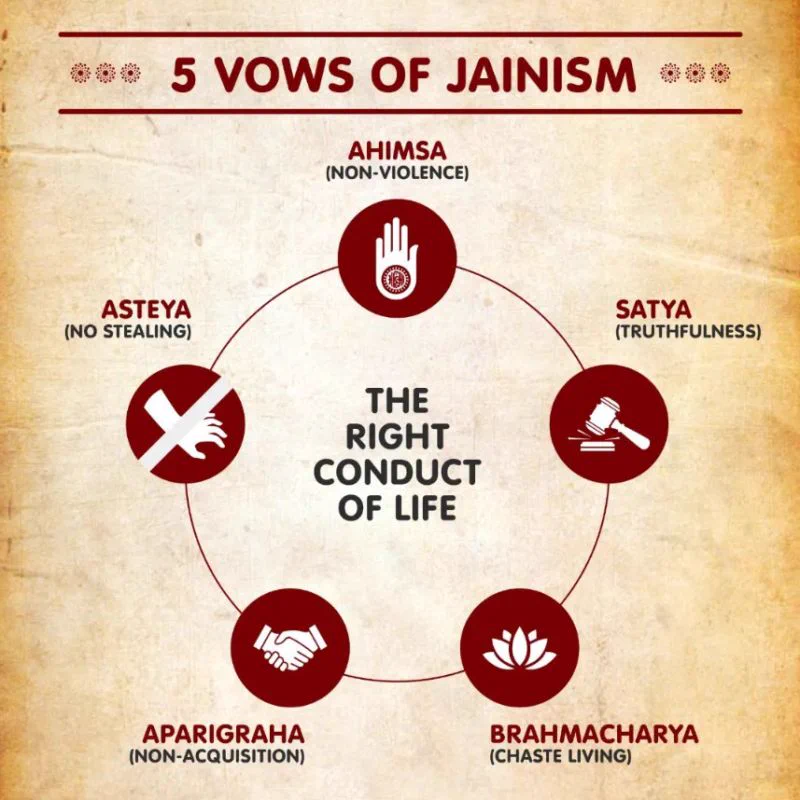 5 VOWS OF JAINISM
AHIMSA
(NON-VIOLENCE)
ASTEYA
(NO STEALING)
SATYA
(TRUTHFULNESS)
THE
RIGHT
CONDUCT
OF LIFE
APARIGRAHA
(NON-ACQUISITION)
BRAHMACHARYA
(CHASTE LIVING)